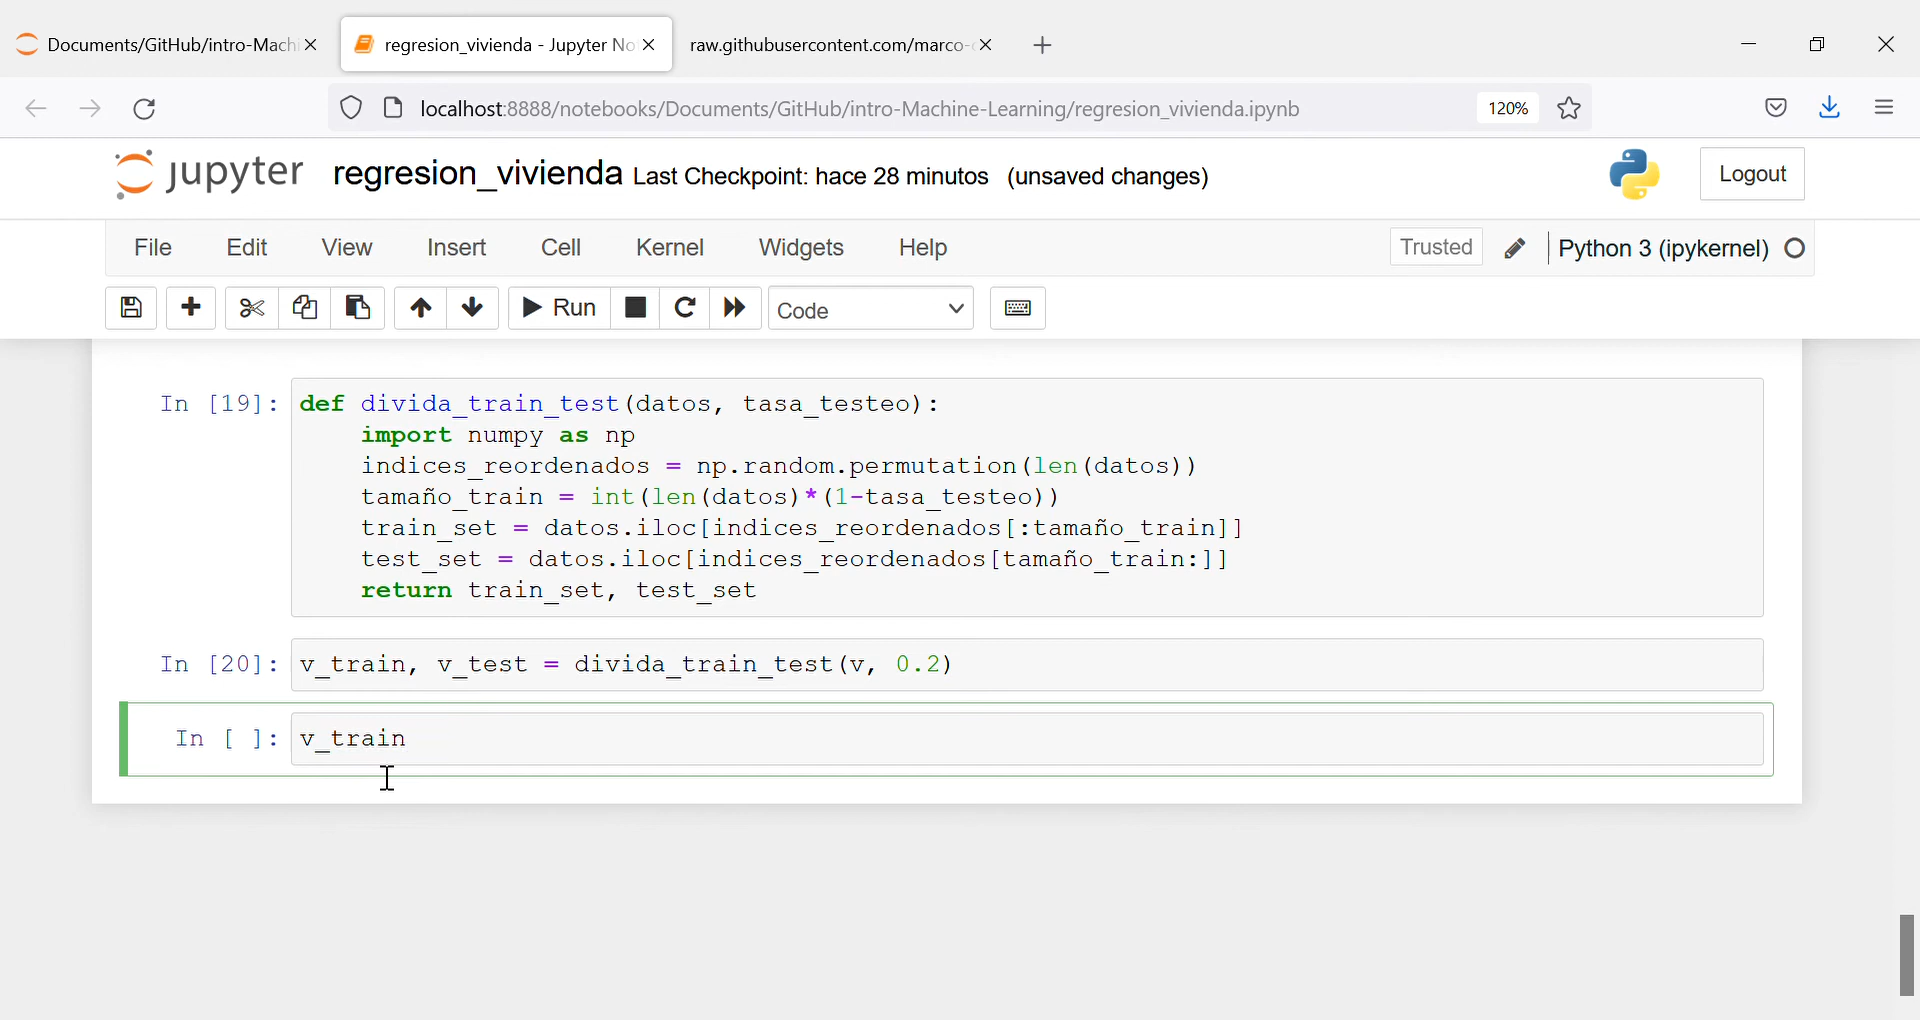 Documents/GitHub/intro-Mach
regresion_vivienda - Jupyter No
raw.githubusercontent.com/marco-
localhost:8888/notebooks/Documents/GitHub/intro-Machine-Learning/regresion_vivienda.ipynb
120%
jupyter regresion_vivienda Last Checkpoint: hace 28 minutos (unsaved changes)
Logout
File Edit View Insert Cell Kernel Widgets Help
Trusted
Python 3 (ipykernel)
Run
Code
In [19]: def divida_train_test(datos, tasa_testeo):
import numpy as np
indices_reordenados = np.random.permutation(len(datos))
tamaño_train = int(len(datos)*(1-tasa_testeo))
train_set = datos.iloc[indices_reordenados[:tamaño_train]]
test_set = datos.iloc[indices_reordenados[tamaño_train:]]
return train_set, test_set
In [20]: v_train, v_test = divida_train_test(v, 0.2)
In [ ]: v_train